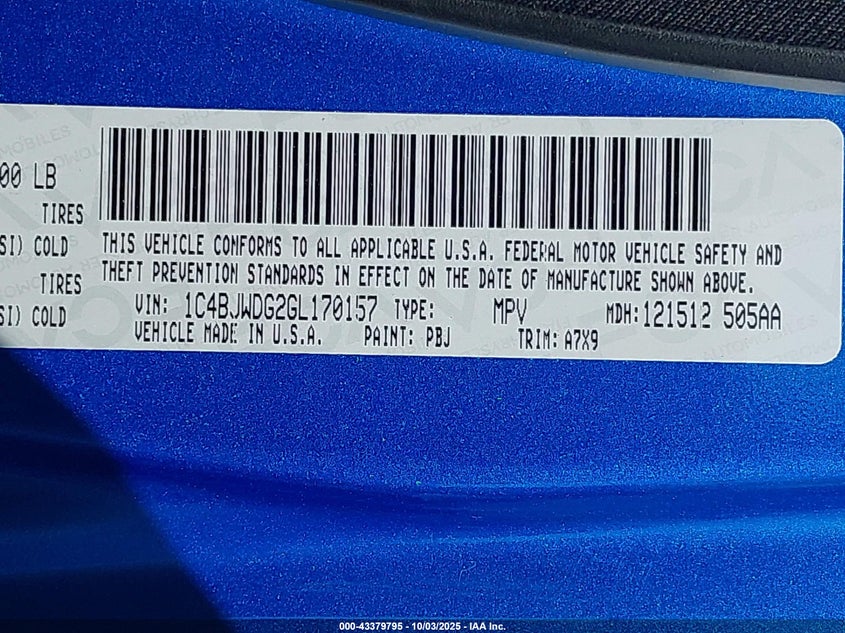 00 LB
TIRES
SI) COLD
TIRES
SI) COLD
THIS VEHICLE CONFORMS TO ALL APPLICABLE U.S.A. FEDERAL MOTOR VEHICLE SAFETY AND
THEFT PREVENTION STANDARDS IN EFFECT ON THE DATE OF MANUFACTURE SHOWN ABOVE.
VIN: 1C4BJWDG2GL170157 TYPE: MPV MDH: 121512 505AA
VEHICLE MADE IN U.S.A. PAINT: PBJ TRIM: A7X9
000-43379795 - 10/03/2025 - IAA Inc.